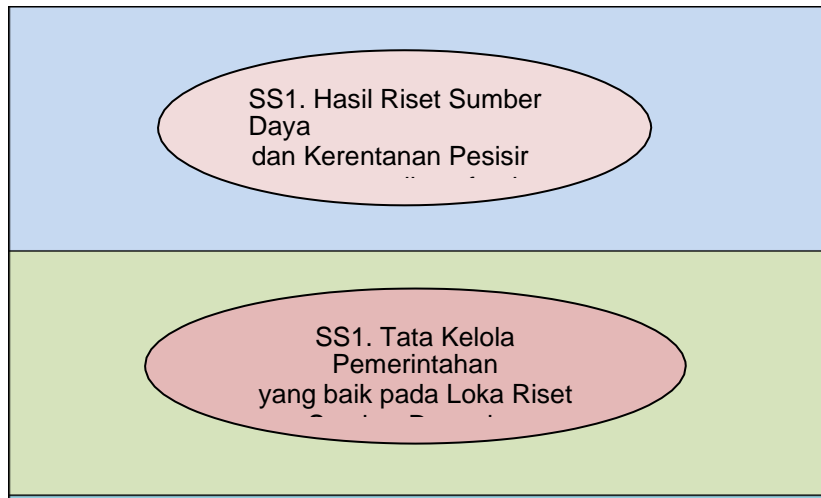 SS1. Hasil Riset Sumber
Daya
dan Kerentanan Pesisir
SS1. Tata Kelola
Pemerintahan
yang baik pada Loka Riset